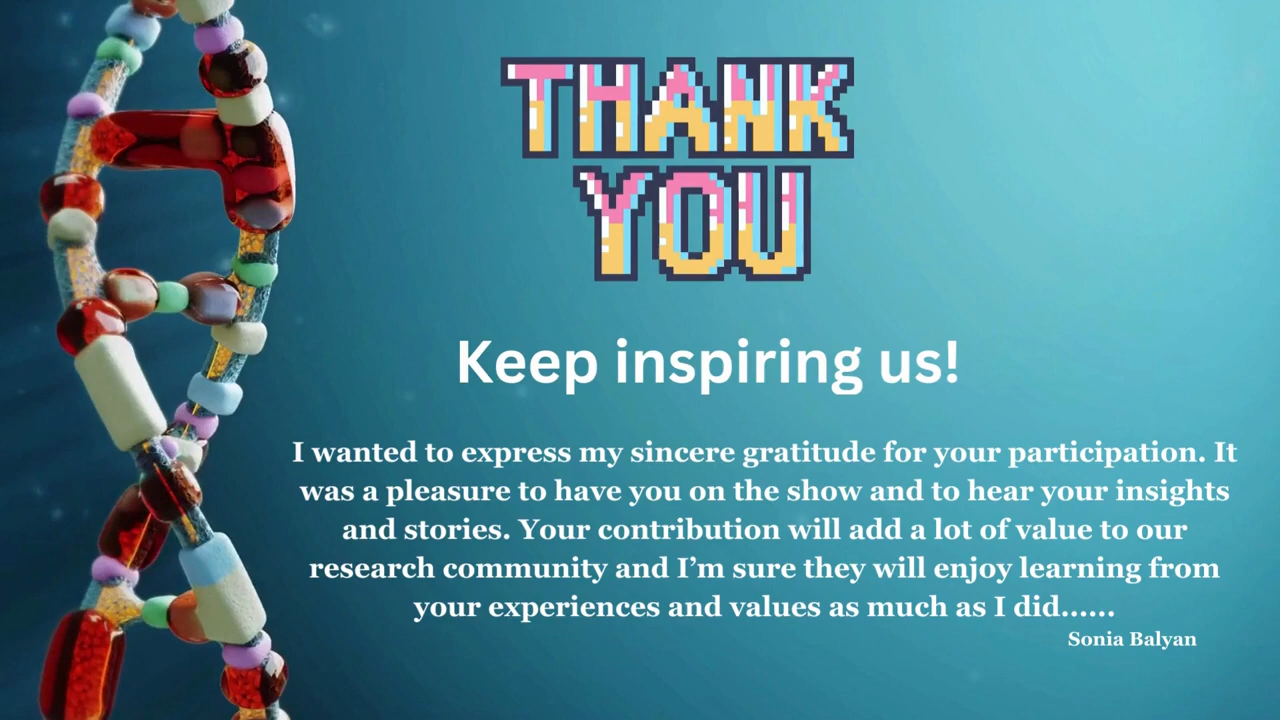 THANK
YOU
Keep inspiring us!
I wanted to express my sincere gratitude for your participation. It
was a pleasure to have you on the show and to hear your insights
and stories. Your contribution will add a lot of value to our
research community and I’m sure they will enjoy learning from
your experiences and values as much as I did......
Sonia Balyan